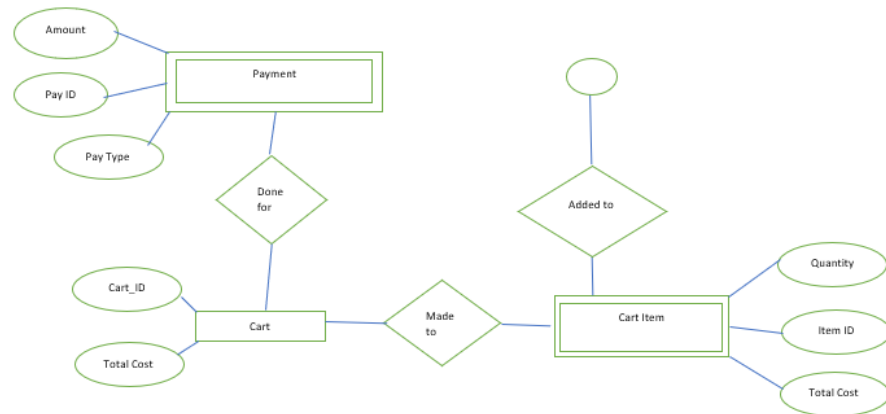 Amount
Payment
Pay ID
Pay Type
Done
for
Added to
Quantity
Cart_ID
Made
to
Cart Item
Cart
Item ID
Total Cost
Total Cost